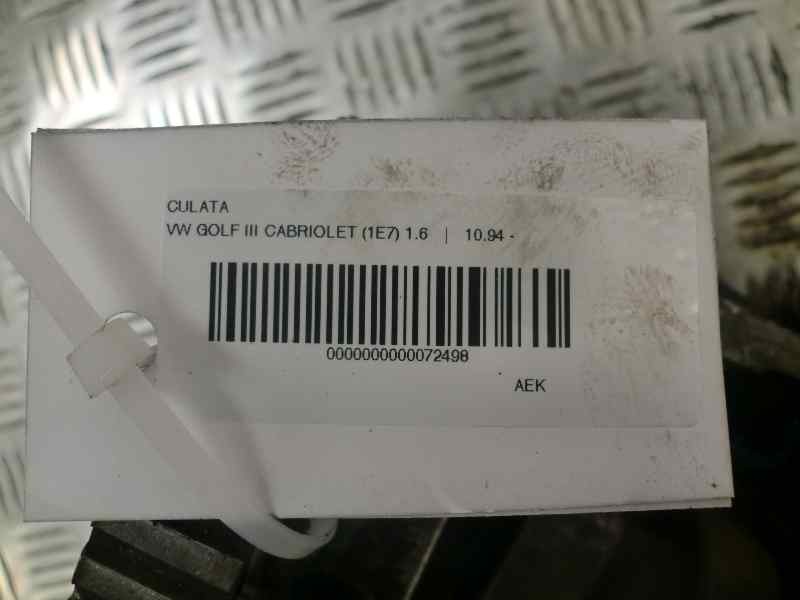 CULATA
VW GOLF III CABRIOLET (1E7) 1.6 | 10.94 -
0000000000072498
AEK